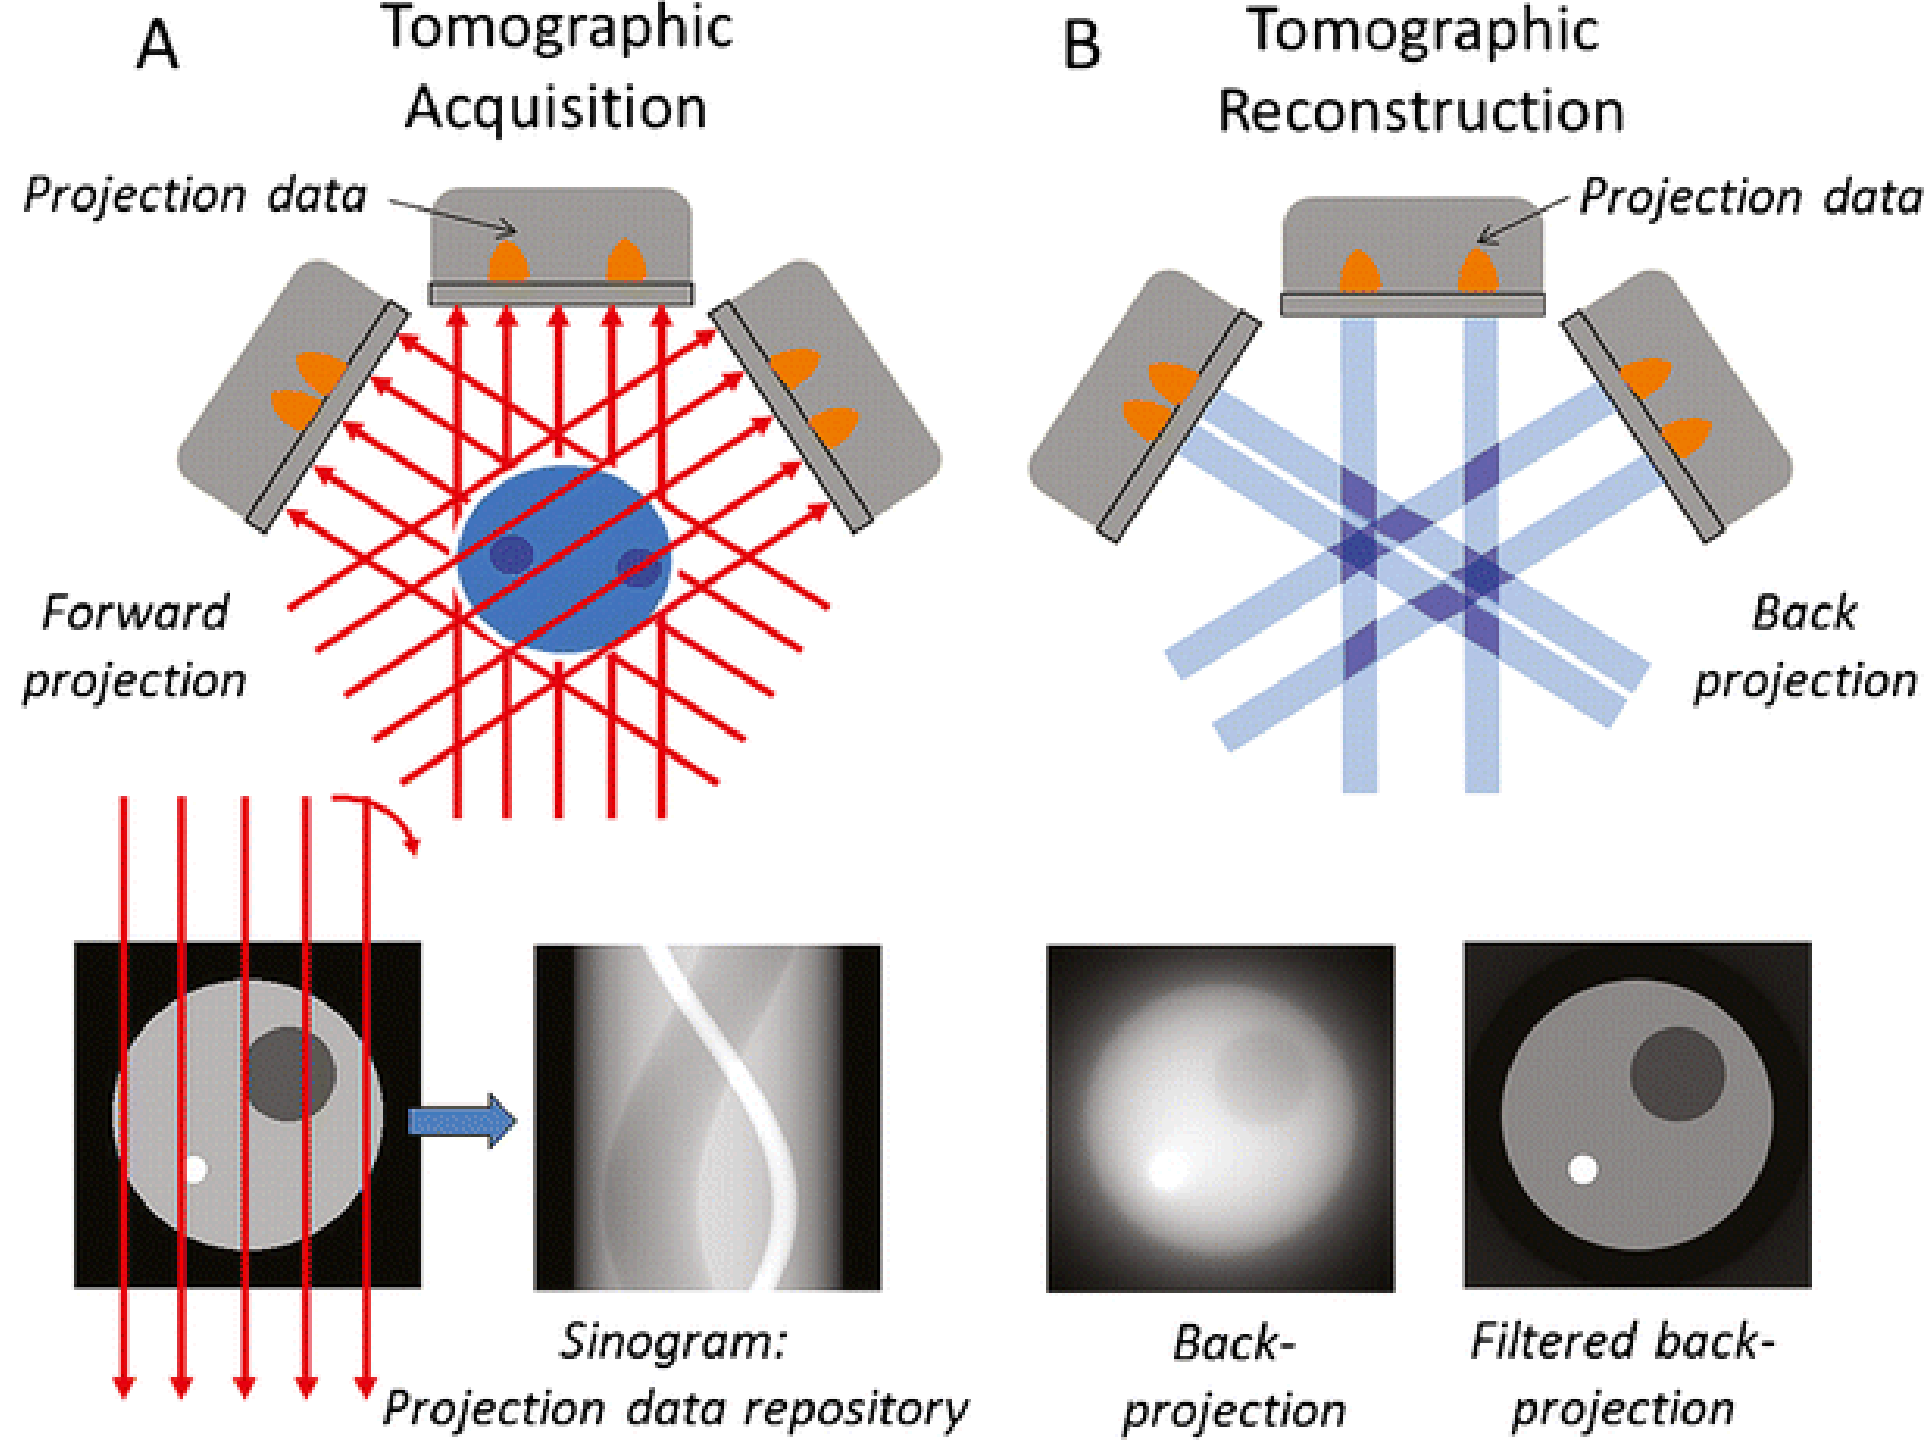 A
Tomographic
Acquisition
Projection data
Forward
projection
Sinogram:
Projection data repository
B
Tomographic
Reconstruction
Projection data
Back
projection
Back-
projection
Filtered back-
projection